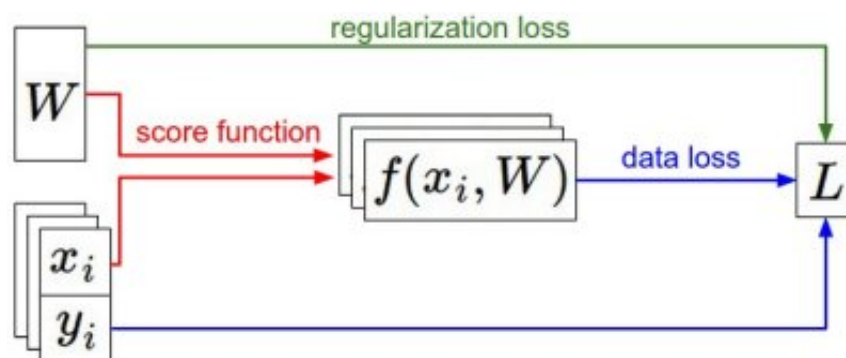 regularization loss
W
score function
f(x_i, W)
data loss
L
x_i
y_i